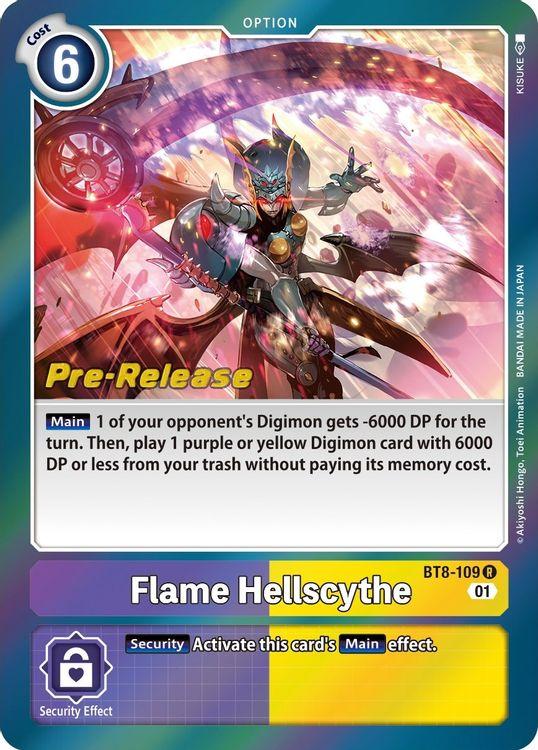 OPTION
Cost
6
KISUKE
Pre-Release
Main 1 of your opponent's Digimon gets -6000 DP for the
turn. Then, play 1 purple or yellow Digimon card with 6000
DP or less from your trash without paying its memory cost.
© Akiyoshi Hongo, Toei Animation BANDAI MADE IN JAPAN
BT8-109 R
Flame Hellscythe
01
Security Activate this card's Main effect.
Security Effect